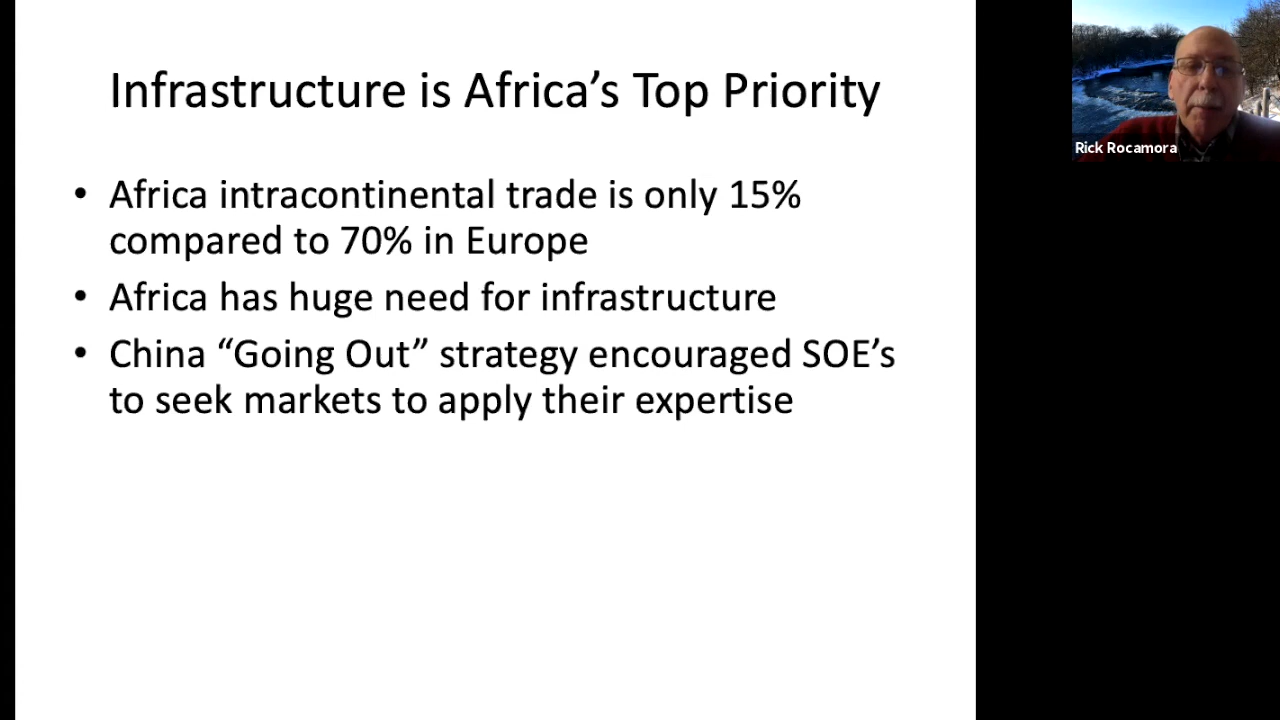 Infrastructure is Africa’s Top Priority
• Africa intracontinental trade is only 15%
compared to 70% in Europe
• Africa has huge need for infrastructure
• China “Going Out” strategy encouraged SOE’s
to seek markets to apply their expertise
Rick Rocamora